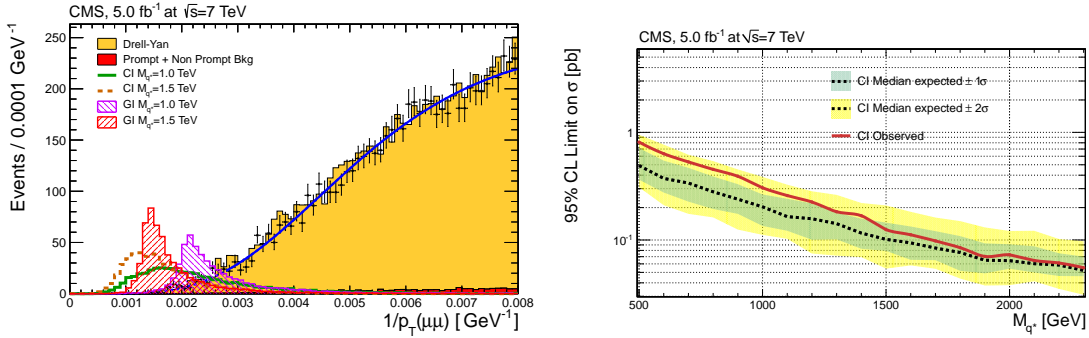 CMS, 5.0 fb⁻¹ at √s=7 TeV
Events / 0.0001 GeV⁻¹
250
200
150
100
50
0
Drell-Yan
Prompt + Non Prompt Bkg
CI M_q*=1.0 TeV
CI M_q*=1.5 TeV
GI M_q*=1.0 TeV
GI M_q*=1.5 TeV
0 0.001 0.002 0.003 0.004 0.005 0.006 0.007 0.008
1/p_T(μμ) [GeV⁻¹]
CMS, 5.0 fb⁻¹ at √s=7 TeV
95% CL Limit on σ [pb]
1
10⁻¹
CI Median expected ± 1σ
CI Median expected ± 2σ
CI Observed
500 1000 1500 2000
M_q* [GeV]